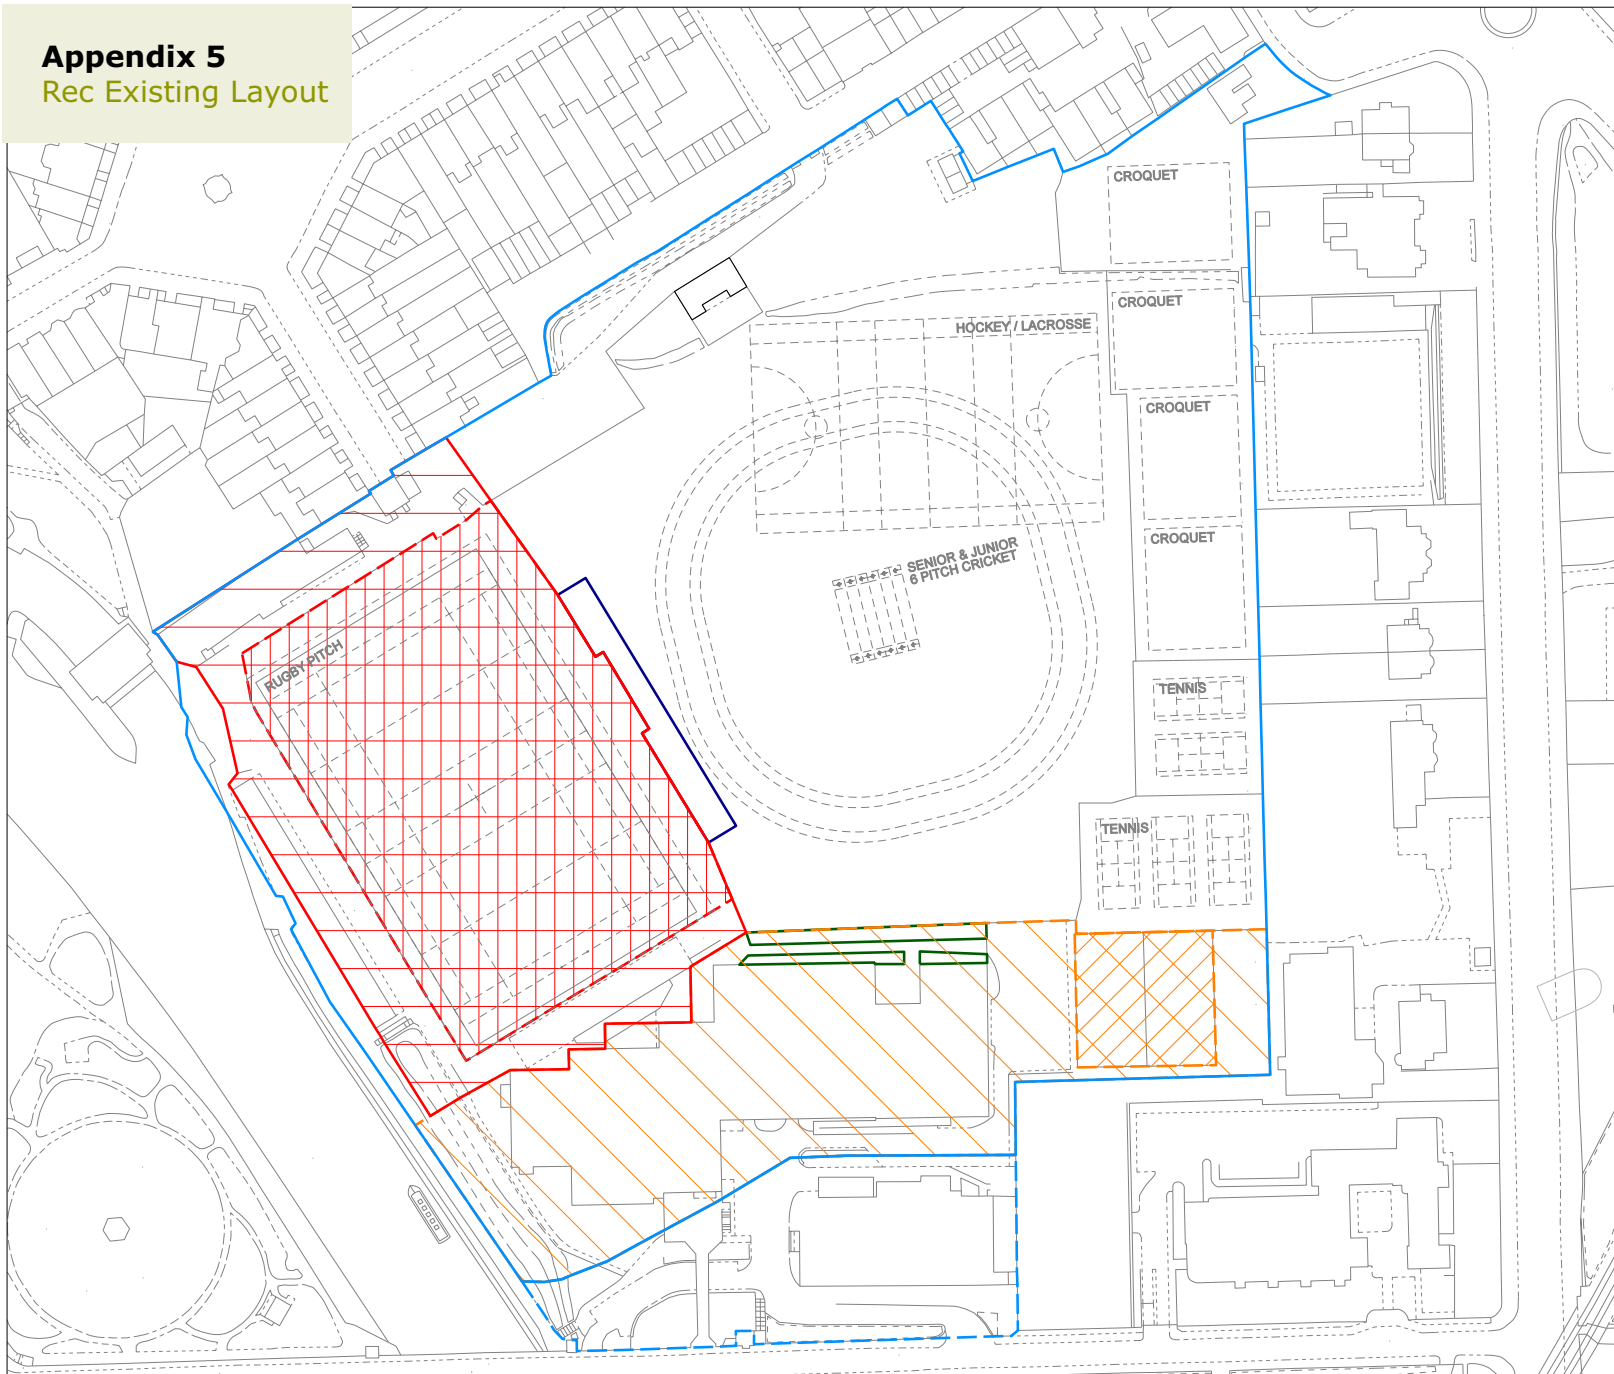 Appendix 5
Rec Existing Layout
CROQUET
CROQUET
HOCKEY / LACROSSE
CROQUET
CROQUET
SENIOR & JUNIOR
6 PITCH CRICKET
RUGBY PITCH
TENNIS
TENNIS